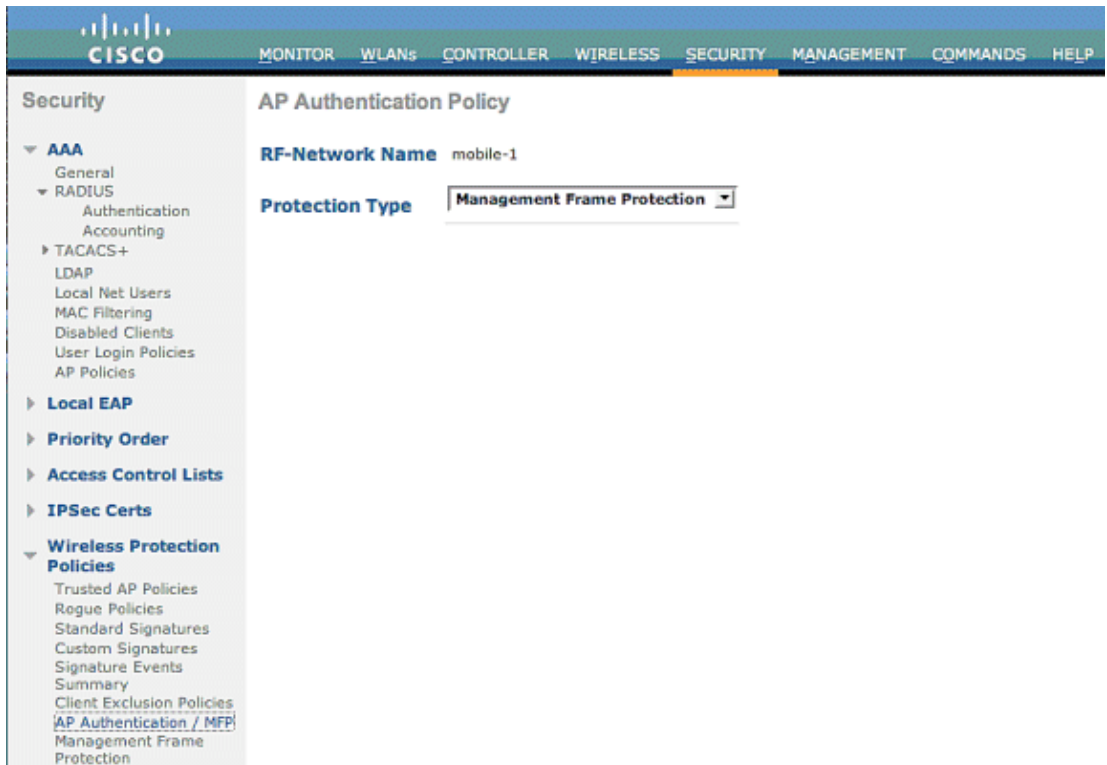 CISCO
MONITOR WLANs CONTROLLER WIRELESS SECURITY MANAGEMENT COMMANDS HELP
Security
AAA
General
RADIUS
Authentication
Accounting
TACACS+
LDAP
Local Net Users
MAC Filtering
Disabled Clients
User Login Policies
AP Policies
Local EAP
Priority Order
Access Control Lists
IPSec Certs
Wireless Protection
Policies
Trusted AP Policies
Rogue Policies
Standard Signatures
Custom Signatures
Signature Events
Summary
Client Exclusion Policies
AP Authentication / MFP
Management Frame
Protection
AP Authentication Policy
RF-Network Name mobile-1
Protection Type Management Frame Protection